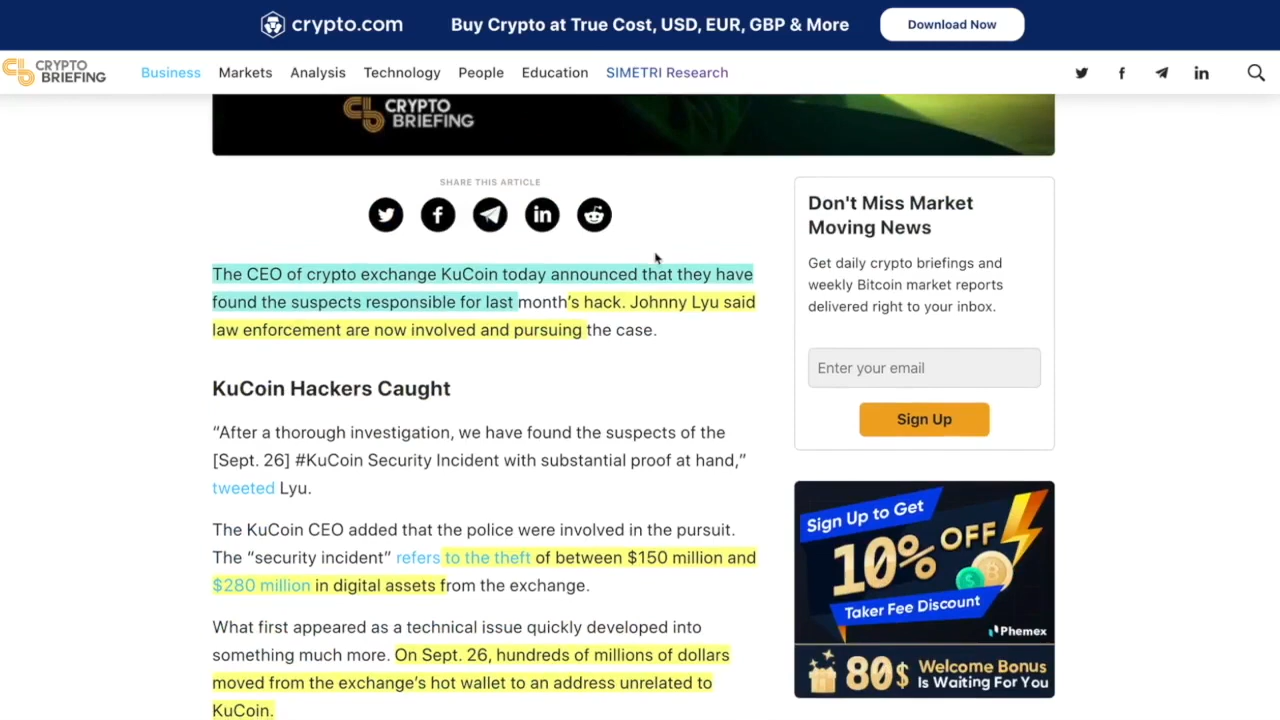 crypto.com
Buy Crypto at True Cost, USD, EUR, GBP & More
Download Now
CRYPTO
BRIEFING
Business
Markets
Analysis
Technology
People
Education
SIMETRI Research
CRYPTO
BRIEFING
SHARE THIS ARTICLE
The CEO of crypto exchange KuCoin today announced that they have
found the suspects responsible for last month's hack. Johnny Lyu said
law enforcement are now involved and pursuing the case.
KuCoin Hackers Caught
“After a thorough investigation, we have found the suspects of the
[Sept. 26] #KuCoin Security Incident with substantial proof at hand,”
tweeted Lyu.
The KuCoin CEO added that the police were involved in the pursuit.
The “security incident” refers to the theft of between $150 million and
$280 million in digital assets from the exchange.
What first appeared as a technical issue quickly developed into
something much more. On Sept. 26, hundreds of millions of dollars
moved from the exchange’s hot wallet to an address unrelated to
KuCoin.
Don't Miss Market
Moving News
Get daily crypto briefings and
weekly Bitcoin market reports
delivered right to your inbox.
Enter your email
Sign Up
Sign Up to Get
10% OFF
Taker Fee Discount
Phemex
80$ Welcome Bonus
Is Waiting For You